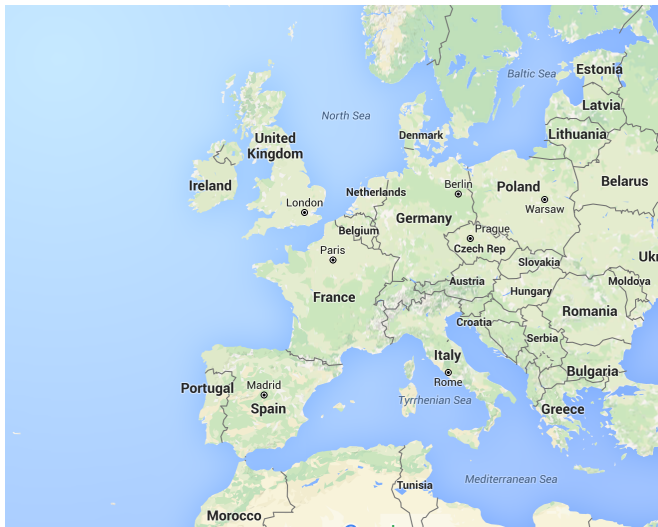 Baltic Sea
Estonia
Latvia
North Sea
Denmark
Lithuania
United
Kingdom
Ireland
Netherlands
Berlin
Poland
Belarus
London
Warsaw
Germany
Belgium
Prague
Paris
Czech Rep
Ukr
Slovakia
Austria
Moldova
Hungary
France
Romania
Croatia
Serbia
Italy
Bulgaria
Rome
Portugal
Madrid
Spain
Tyrrhenian Sea
Greece
Mediterranean Sea
Tunisia
Morocco